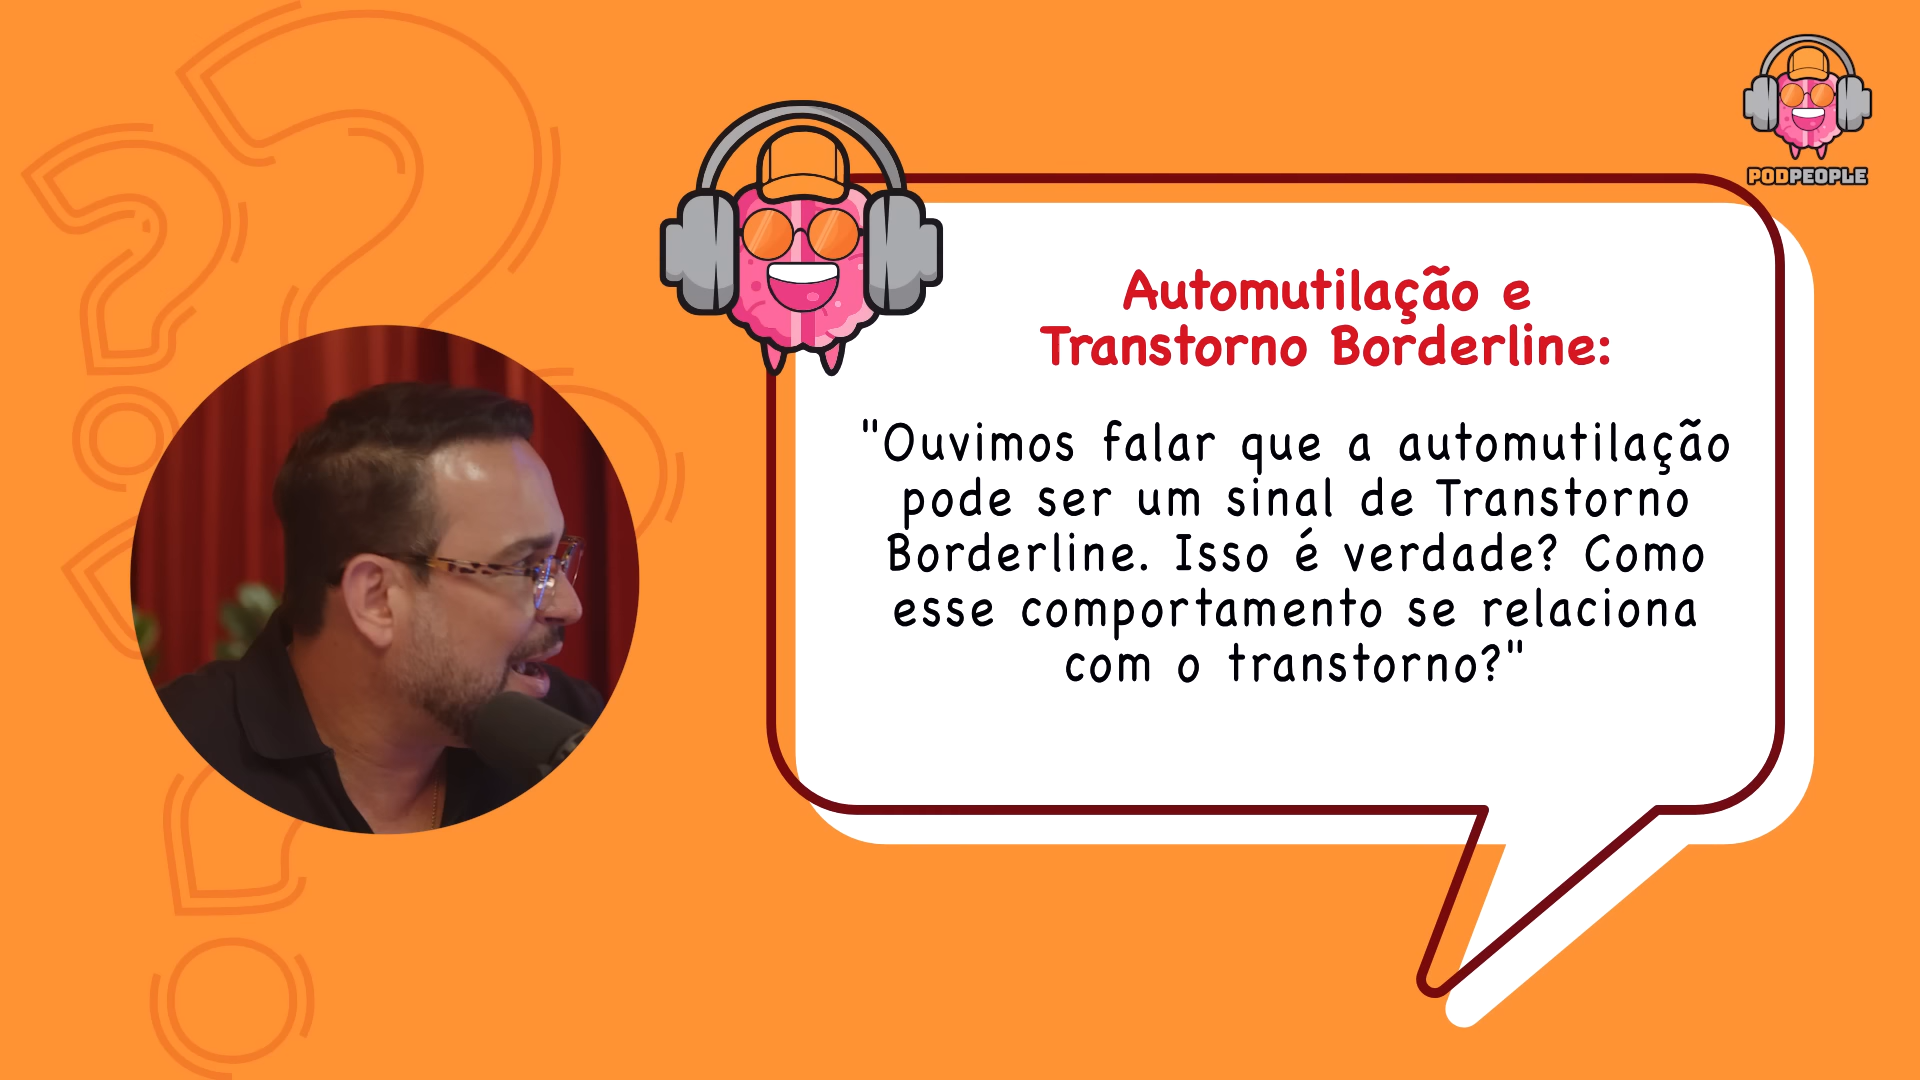 PODPEOPLE
Automutilação e
Transtorno Borderline:
"Ouvimos falar que a automutilação
pode ser um sinal de Transtorno
Borderline. Isso é verdade? Como
esse comportamento se relaciona
com o transtorno?"